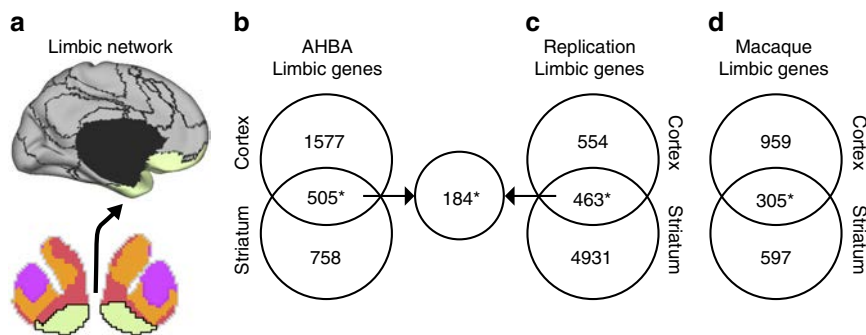 a
Limbic network
b
AHBA
Limbic genes
Cortex
Striatum
1577
505*
758
184*
c
Replication
Limbic genes
554
463*
4931
Cortex
Striatum
d
Macaque
Limbic genes
959
305*
597
Cortex
Striatum